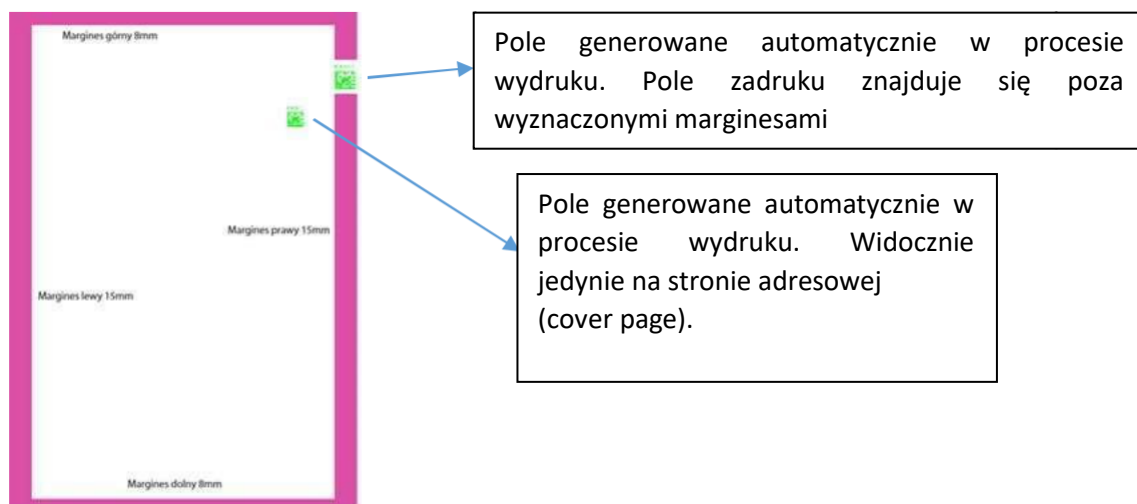 Margines górny 8mm
Pole generowane automatycznie w procesie
wydruku. Pole zadruku znajduje się poza
wyznaczonymi marginesami
Pole generowane automatycznie w
procesie wydruku. Widocznie
jedynie na stronie adresowej
(cover page).
Margines prawy 15mm
Margines lewy 15mm
Margines dolny 8mm